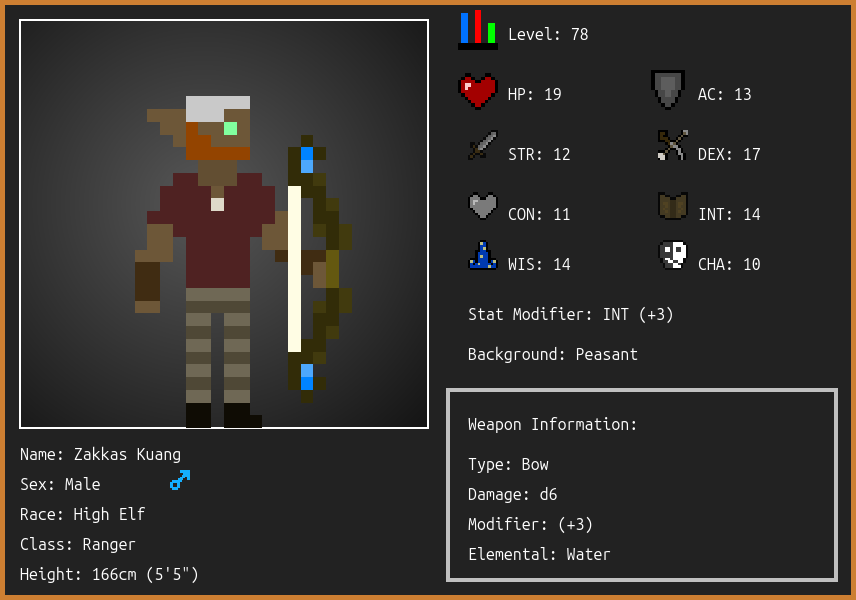 Level: 78
HP: 19
AC: 13
STR: 12
DEX: 17
CON: 11
INT: 14
WIS: 14
CHA: 10
Stat Modifier: INT (+3)
Background: Peasant
Weapon Information:
Type: Bow
Damage: d6
Modifier: (+3)
Elemental: Water
Name: Zakkas Kuang
Sex: Male
Race: High Elf
Class: Ranger
Height: 166cm (5'5")